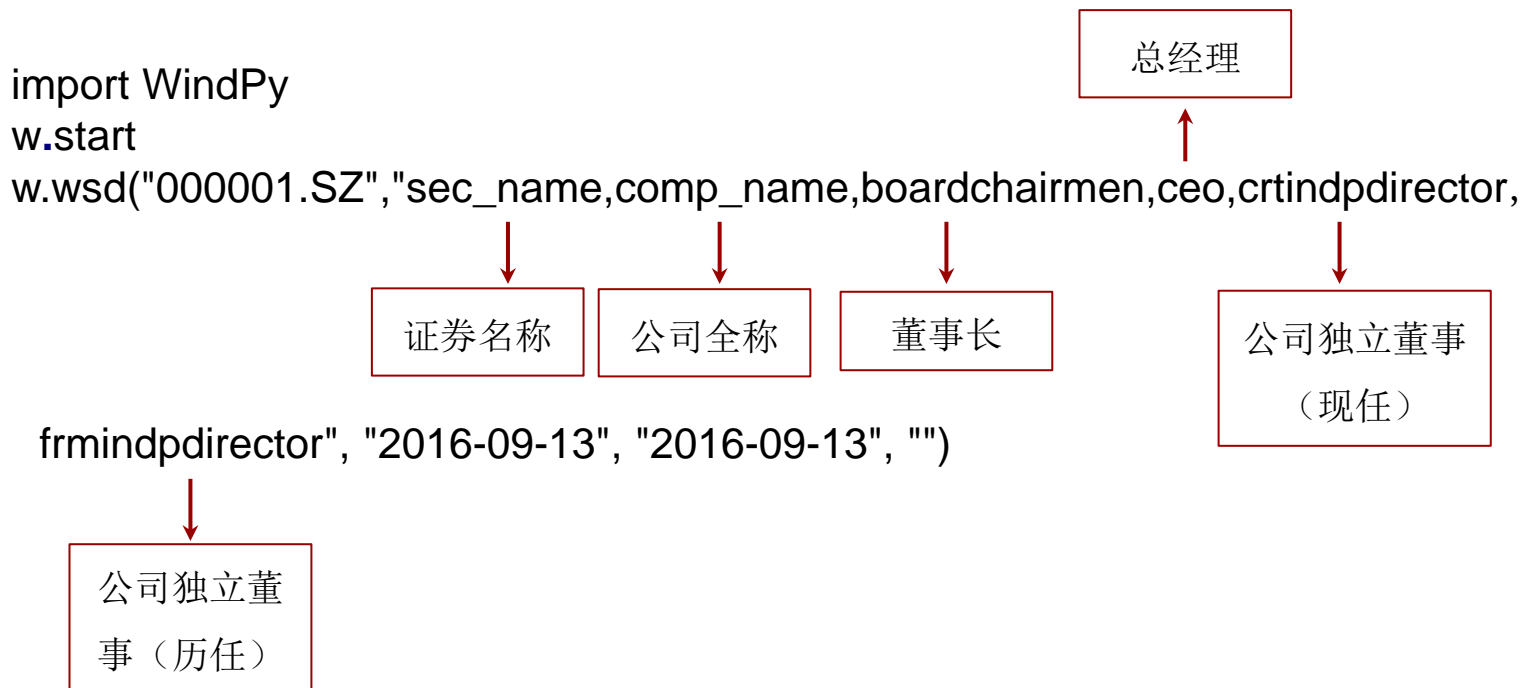 总经理
import WindPy
w.start
w.wsd("000001.SZ","sec_name,comp_name,boardchairmen,ceo,crtindpdirector,
证券名称
公司全称
董事长
公司独立董事
（现任）
frmindpdirector", "2016-09-13", "2016-09-13", "")
公司独立董
事（历任）